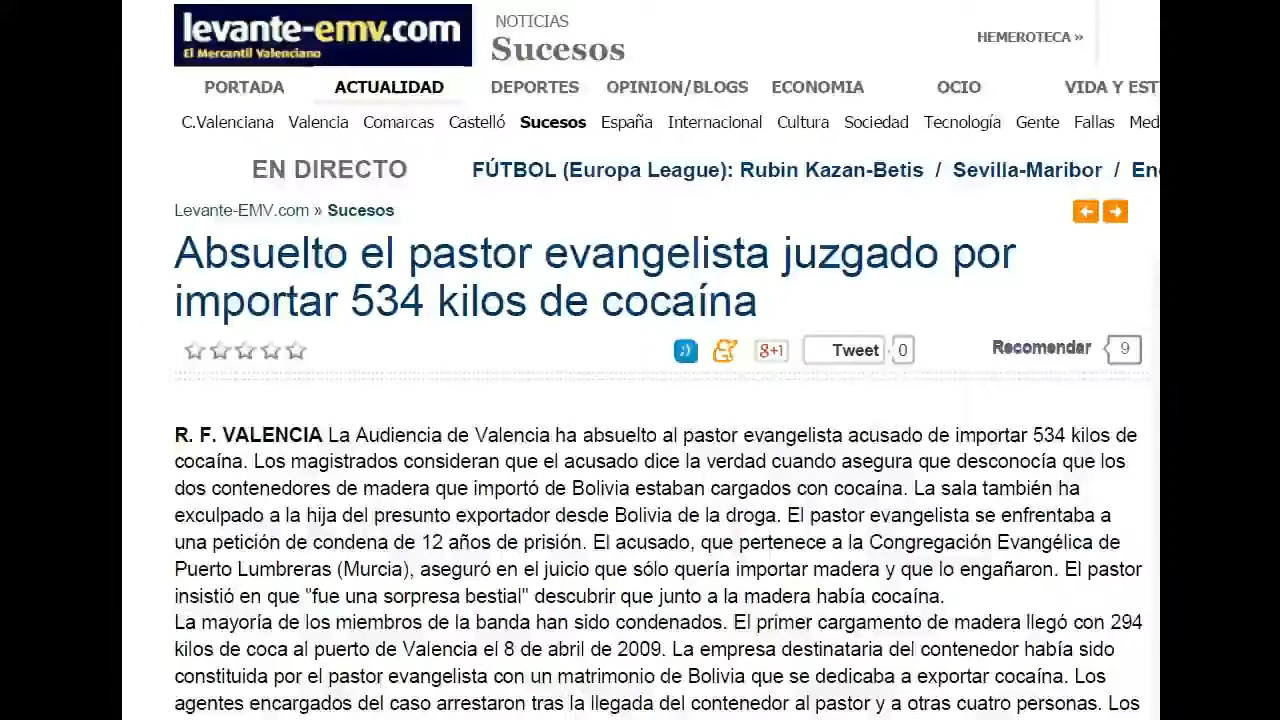 levante-emv.com
El Mercantil Valenciano
NOTICIAS
Sucesos
HEMEROTECA »
PORTADA ACTUALIDAD DEPORTES OPINION/BLOGS ECONOMIA OCIO VIDA Y EST
C.Valenciana Valencia Comarcas Castelló Sucesos España Internacional Cultura Sociedad Tecnología Gente Fallas Med
EN DIRECTO FÚTBOL (Europa League): Rubin Kazan-Betis / Sevilla-Maribor / En
Levante-EMV.com » Sucesos
Absuelto el pastor evangelista juzgado por
importar 534 kilos de cocaína
g+1 Tweet 0 Recomendar 9
R. F. VALENCIA La Audiencia de Valencia ha absuelto al pastor evangelista acusado de importar 534 kilos de
cocaína. Los magistrados consideran que el acusado dice la verdad cuando asegura que desconocía que los
dos contenedores de madera que importó de Bolivia estaban cargados con cocaína. La sala también ha
exculpado a la hija del presunto exportador desde Bolivia de la droga. El pastor evangelista se enfrentaba a
una petición de condena de 12 años de prisión. El acusado, que pertenece a la Congregación Evangélica de
Puerto Lumbreras (Murcia), aseguró en el juicio que sólo quería importar madera y que lo engañaron. El pastor
insistió en que "fue una sorpresa bestial" descubrir que junto a la madera había cocaína.
La mayoría de los miembros de la banda han sido condenados. El primer cargamento de madera llegó con 294
kilos de coca al puerto de Valencia el 8 de abril de 2009. La empresa destinataria del contenedor había sido
constituida por el pastor evangelista con un matrimonio de Bolivia que se dedicaba a exportar cocaína. Los
agentes encargados del caso arrestaron tras la llegada del contenedor al pastor y a otras cuatro personas. Los